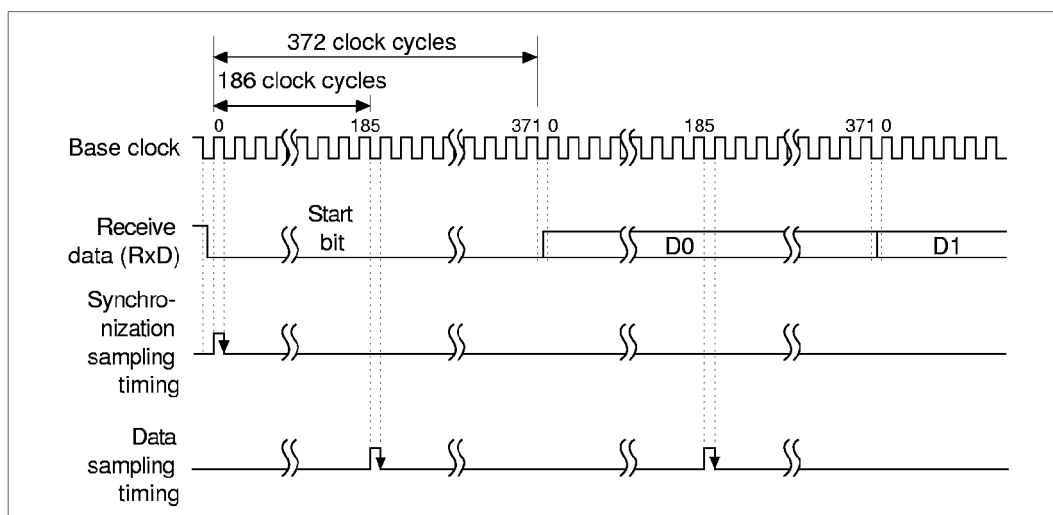 372 clock cycles
186 clock cycles
0 185 371 0 185 371 0
Base clock
Receive
data (RxD)
Start
bit
D0 D1
Synchro-
nization
sampling
timing
Data
sampling
timing